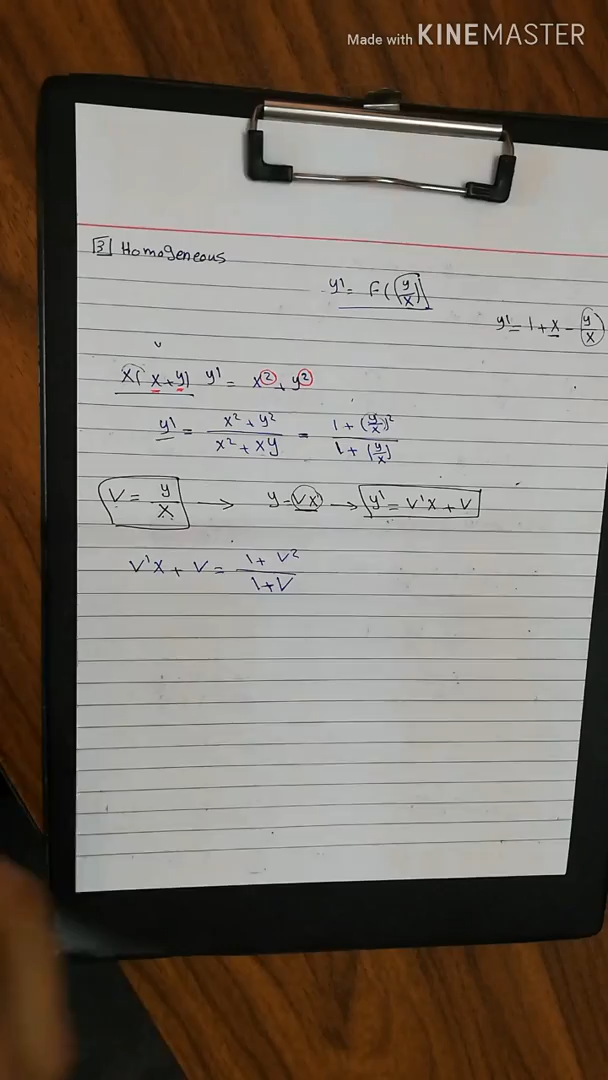 Made with KINEMASTER
3 Homogeneous
y' = F(y/x)
y' = 1 + x - y/x
x(x+y) y' = x² + y²
y' = x² + y² / x² + xy = 1 + (y/x)² / 1 + (y/x)
V = y/x → y = Vx → y' = V'x + V
V'x + V = 1 + V² / 1+V